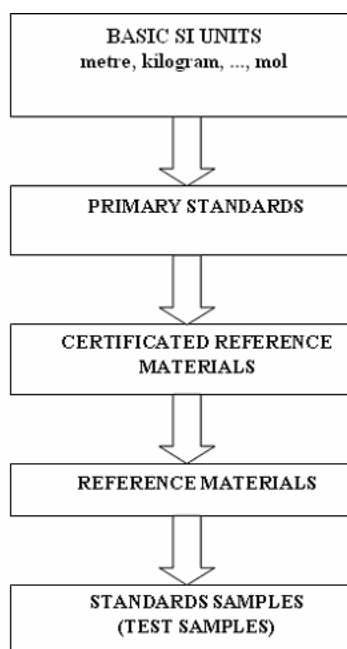 BASIC SI UNITS
metre, kilogram, ..., mol
PRIMARY STANDARDS
CERTIFICATED REFERENCE
MATERIALS
REFERENCE MATERIALS
STANDARDS SAMPLES
(TEST SAMPLES)